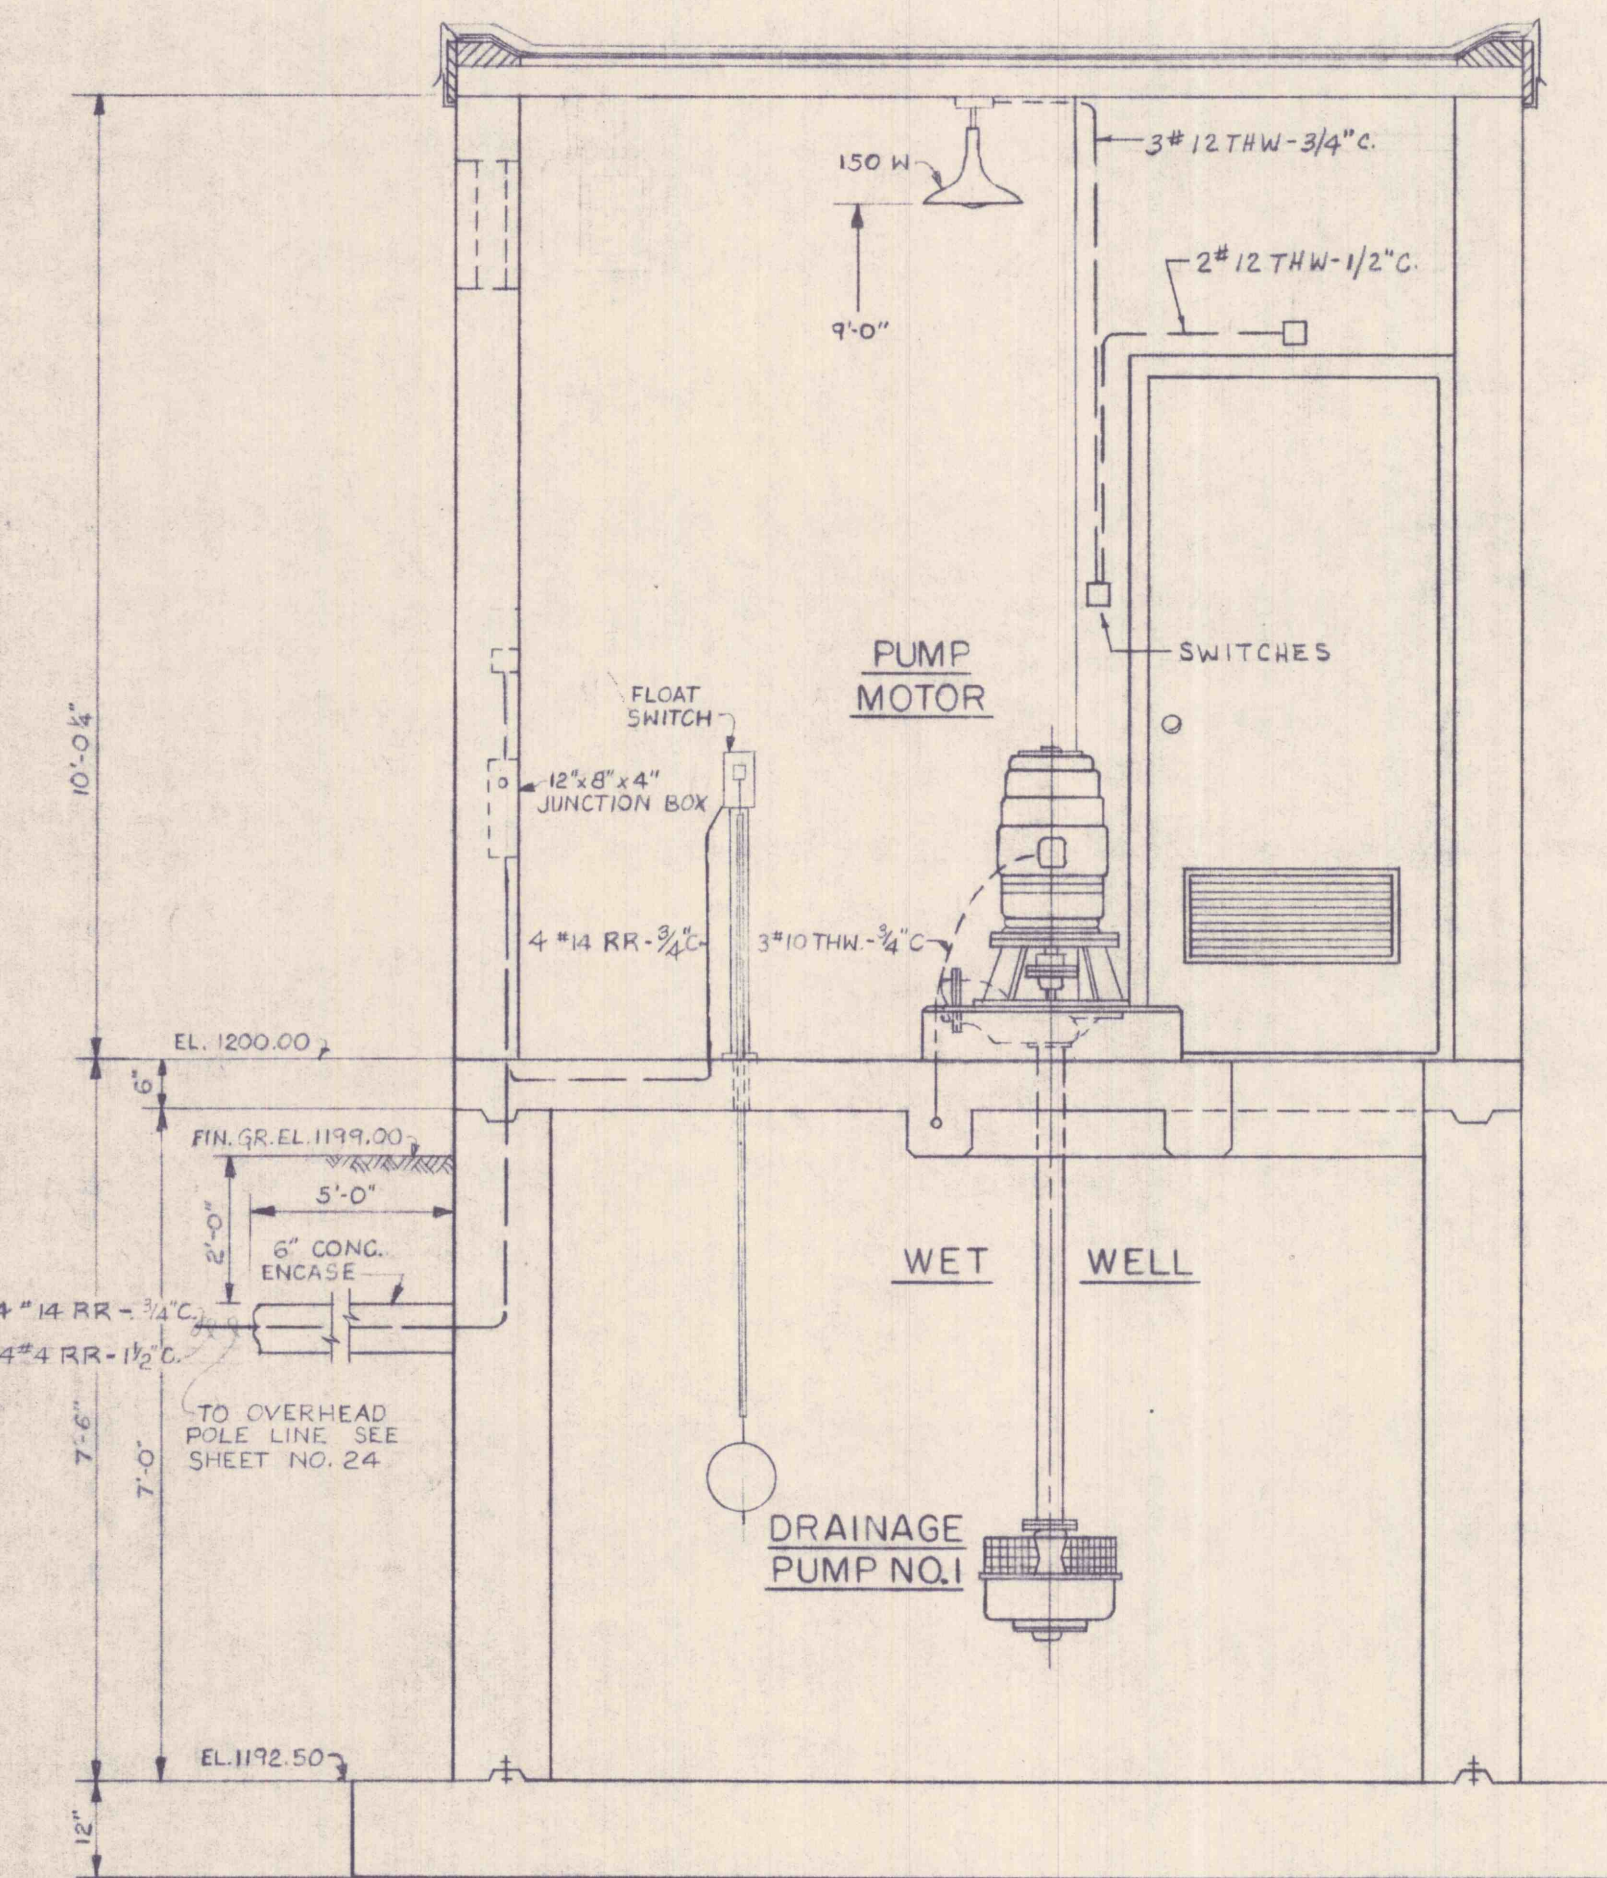 150 W
3#12 THW-3/4"C.
2#12 THW-1/2"C.
9'-0"
SWITCHES
PUMP
MOTOR
FLOAT
SWITCH
10'-0¼"
12"x8"x4"
JUNCTION BOX
4 #14 RR-¾"C
3#10 THW.-¾"C
EL. 1200.00
6"
FIN. GR. EL. 1199.00
5'-0"
2'-0"
6" CONC.
ENCASE
WET WELL
4 #14 RR-¾"C.
4#4 RR-1½"C.
TO OVERHEAD
POLE LINE SEE
SHEET NO. 24
7'-6"
7'-0"
DRAINAGE
PUMP NO.1
EL.1192.50
12"